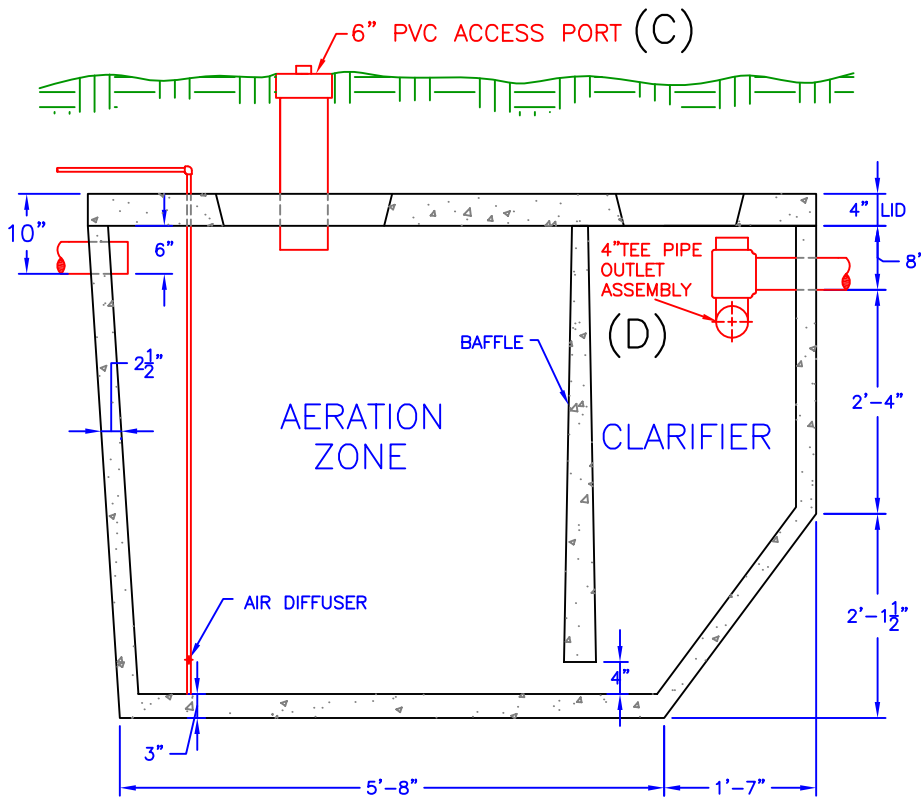 6” PVC ACCESS PORT (C)
4” LID
10”
6”
8’
4”TEE PIPE
OUTLET
ASSEMBLY
(D)
BAFFLE
2½”
2’-4”
AERATION
ZONE
CLARIFIER
AIR DIFFUSER
2’-1½”
4”
3”
5’-8”
1’-7”